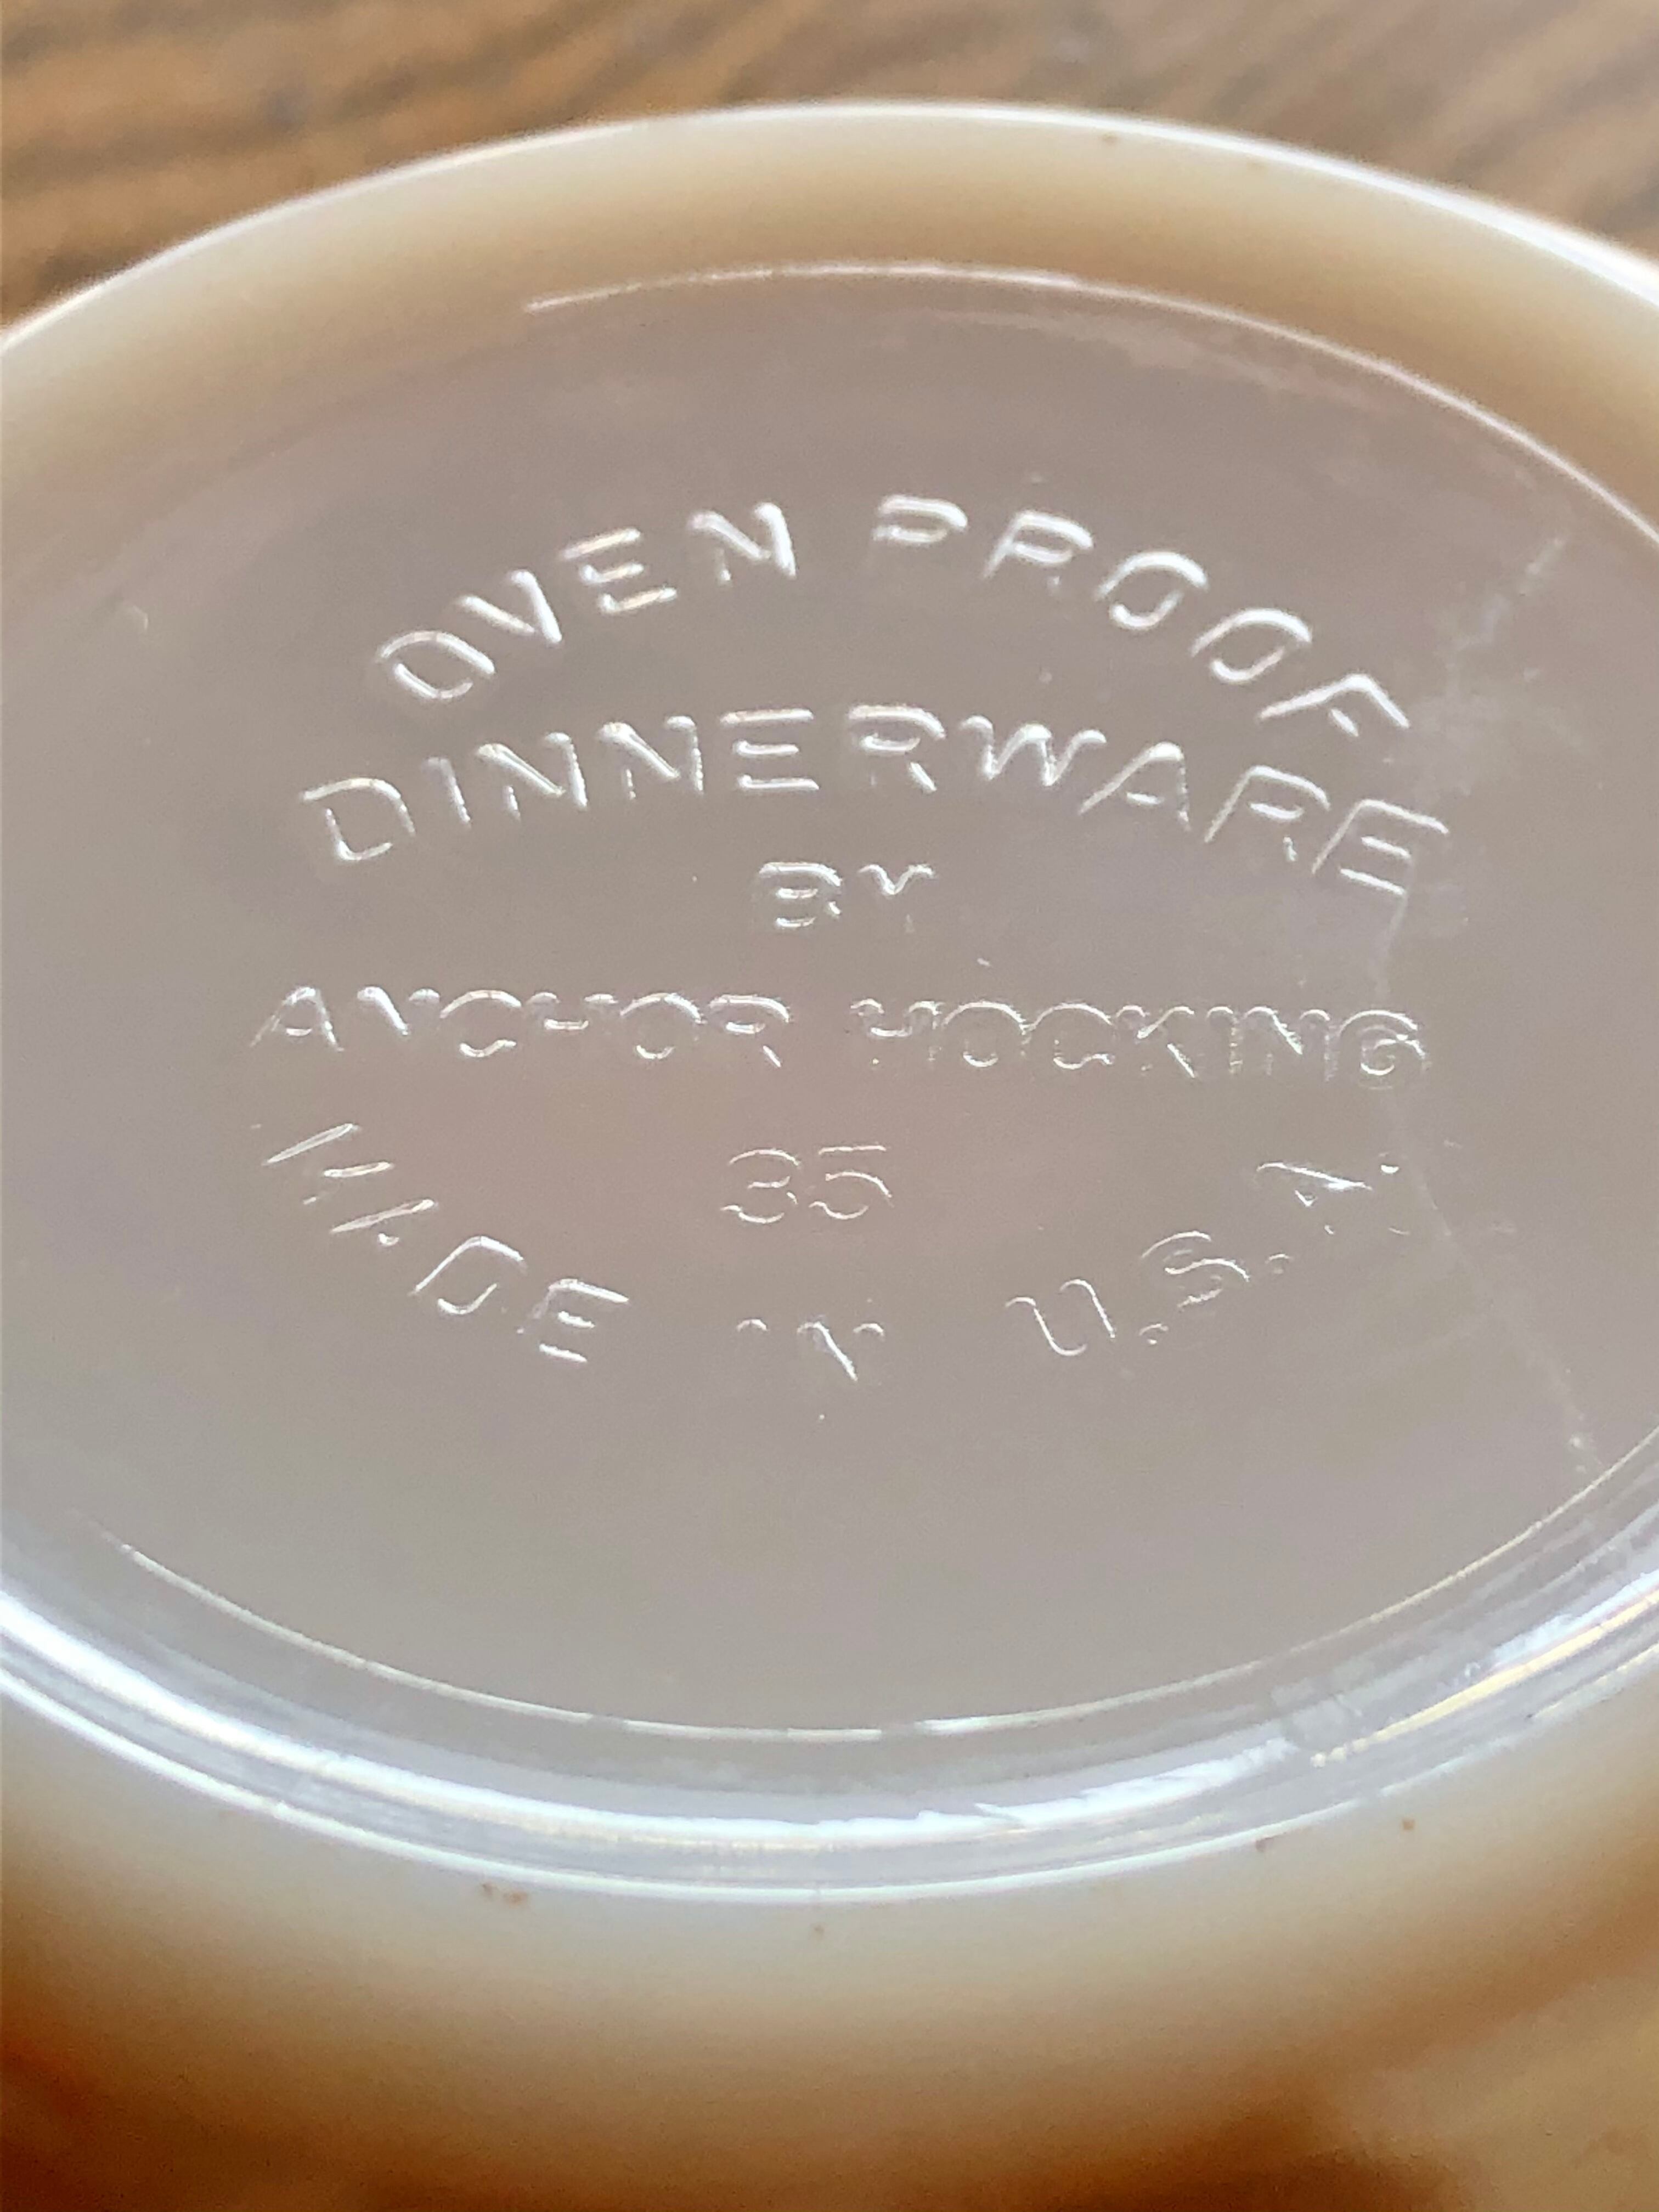 OVEN PROOF
DINNERWARE
BY
ANCHOR HOCKING
35
MADE IN U.S.A.